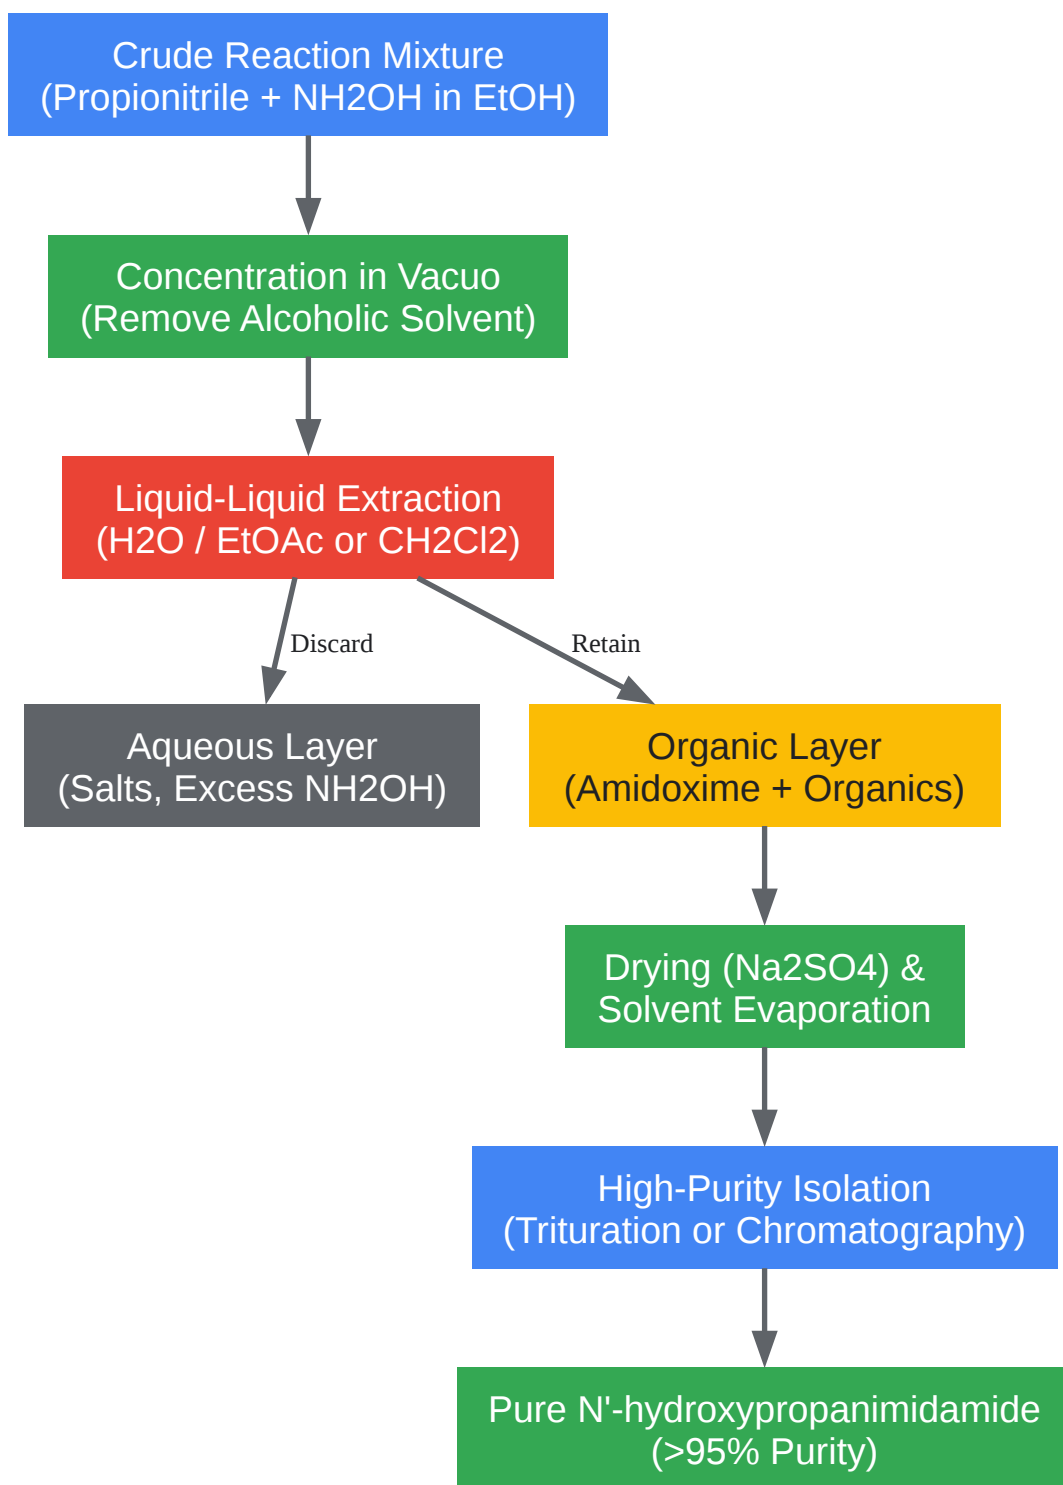 Crude Reaction Mixture
(Propionitrile + NH2OH in EtOH)
Concentration in Vacuo
(Remove Alcoholic Solvent)
Liquid-Liquid Extraction
(H2O / EtOAc or CH2Cl2)
Discard
Retain
Aqueous Layer
(Salts, Excess NH2OH)
Organic Layer
(Amidoxime + Organics)
Drying (Na2SO4) &
Solvent Evaporation
High-Purity Isolation
(Trituration or Chromatography)
Pure N'-hydroxypropanimidamide
(>95% Purity)